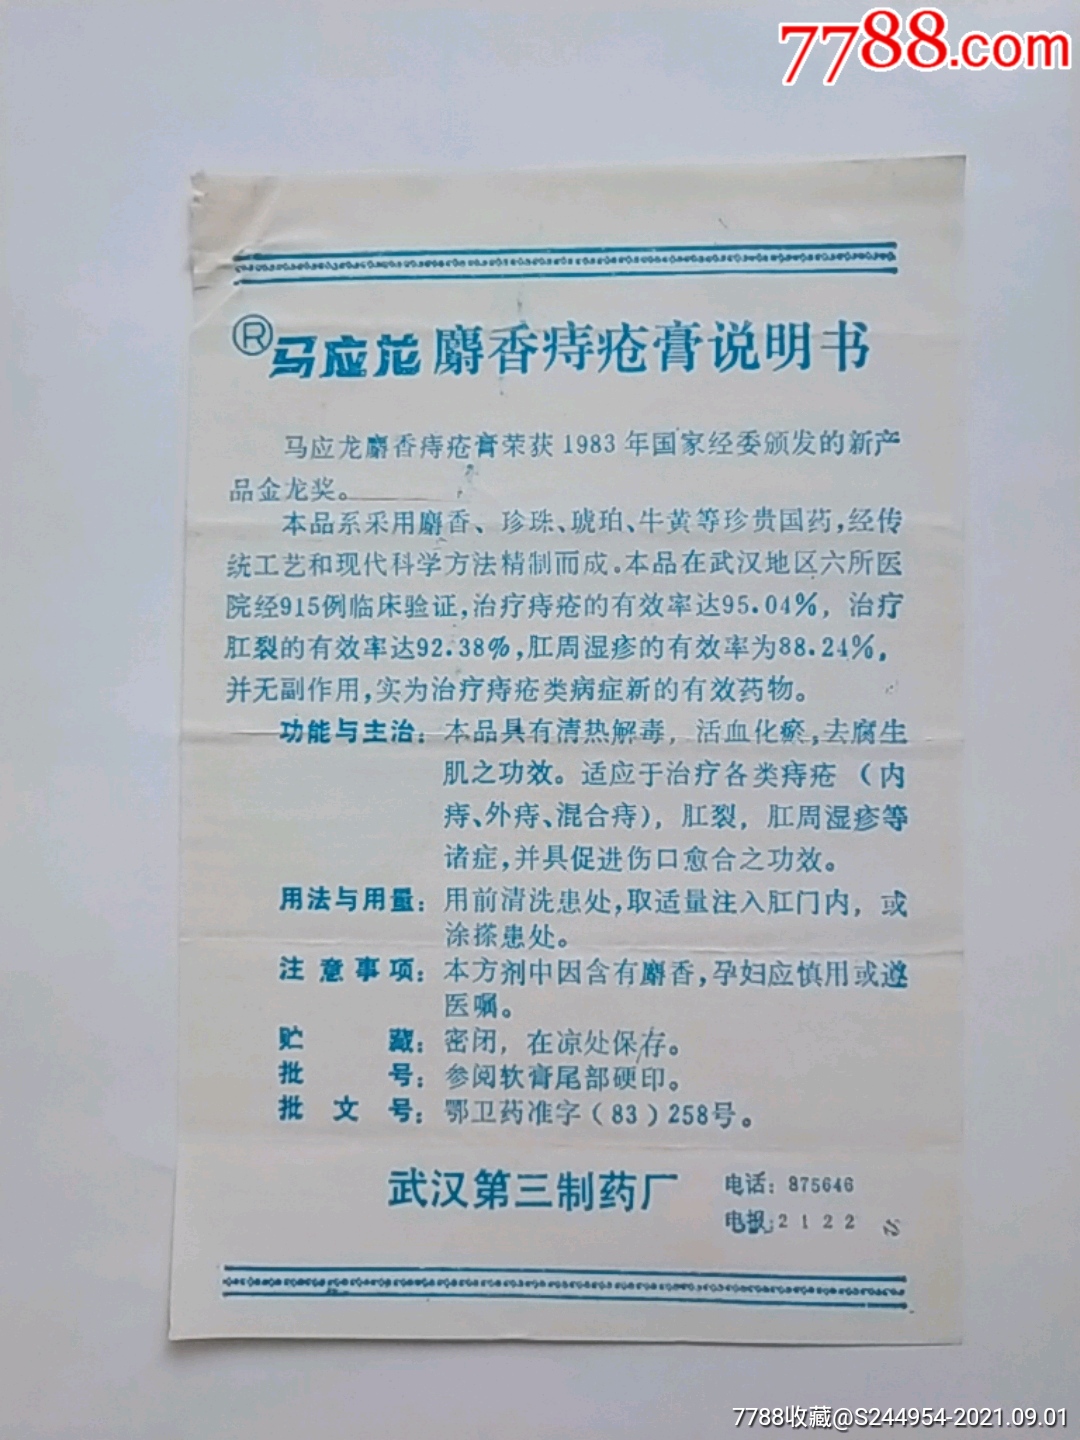 7788.com
®马应龙麝香痔疮膏说明书
马应龙麝香痔疮膏荣获1983年国家经委颁发的新产
品金龙奖。
本品系采用麝香、珍珠、琥珀、牛黄等珍贵国药,经传
统工艺和现代科学方法精制而成。本品在武汉地区六所医
院经915例临床验证,治疗痔疮的有效率达95.04%，治疗
肛裂的有效率达92.38%,肛周湿疹的有效率为88.24%,
并无副作用,实为治疗痔疮类病症新的有效药物。
功能与主治：本品具有清热解毒，活血化瘀,去腐生
肌之功效。适应于治疗各类痔疮（内
痔、外痔、混合痔），肛裂，肛周湿疹等
诸症,并具促进伤口愈合之功效。
用法与用量：用前清洗患处,取适量注入肛门内，或
涂搽患处。
注意事项：本方剂中因含有麝香,孕妇应慎用或遵
医嘱。
贮藏：密闭，在凉处保存。
批号：参阅软膏尾部硬印。
批文号：鄂卫药准字（83）258号。
武汉第三制药厂 电话：875646
电报:2122
7788收藏@S244954-2021.09.01